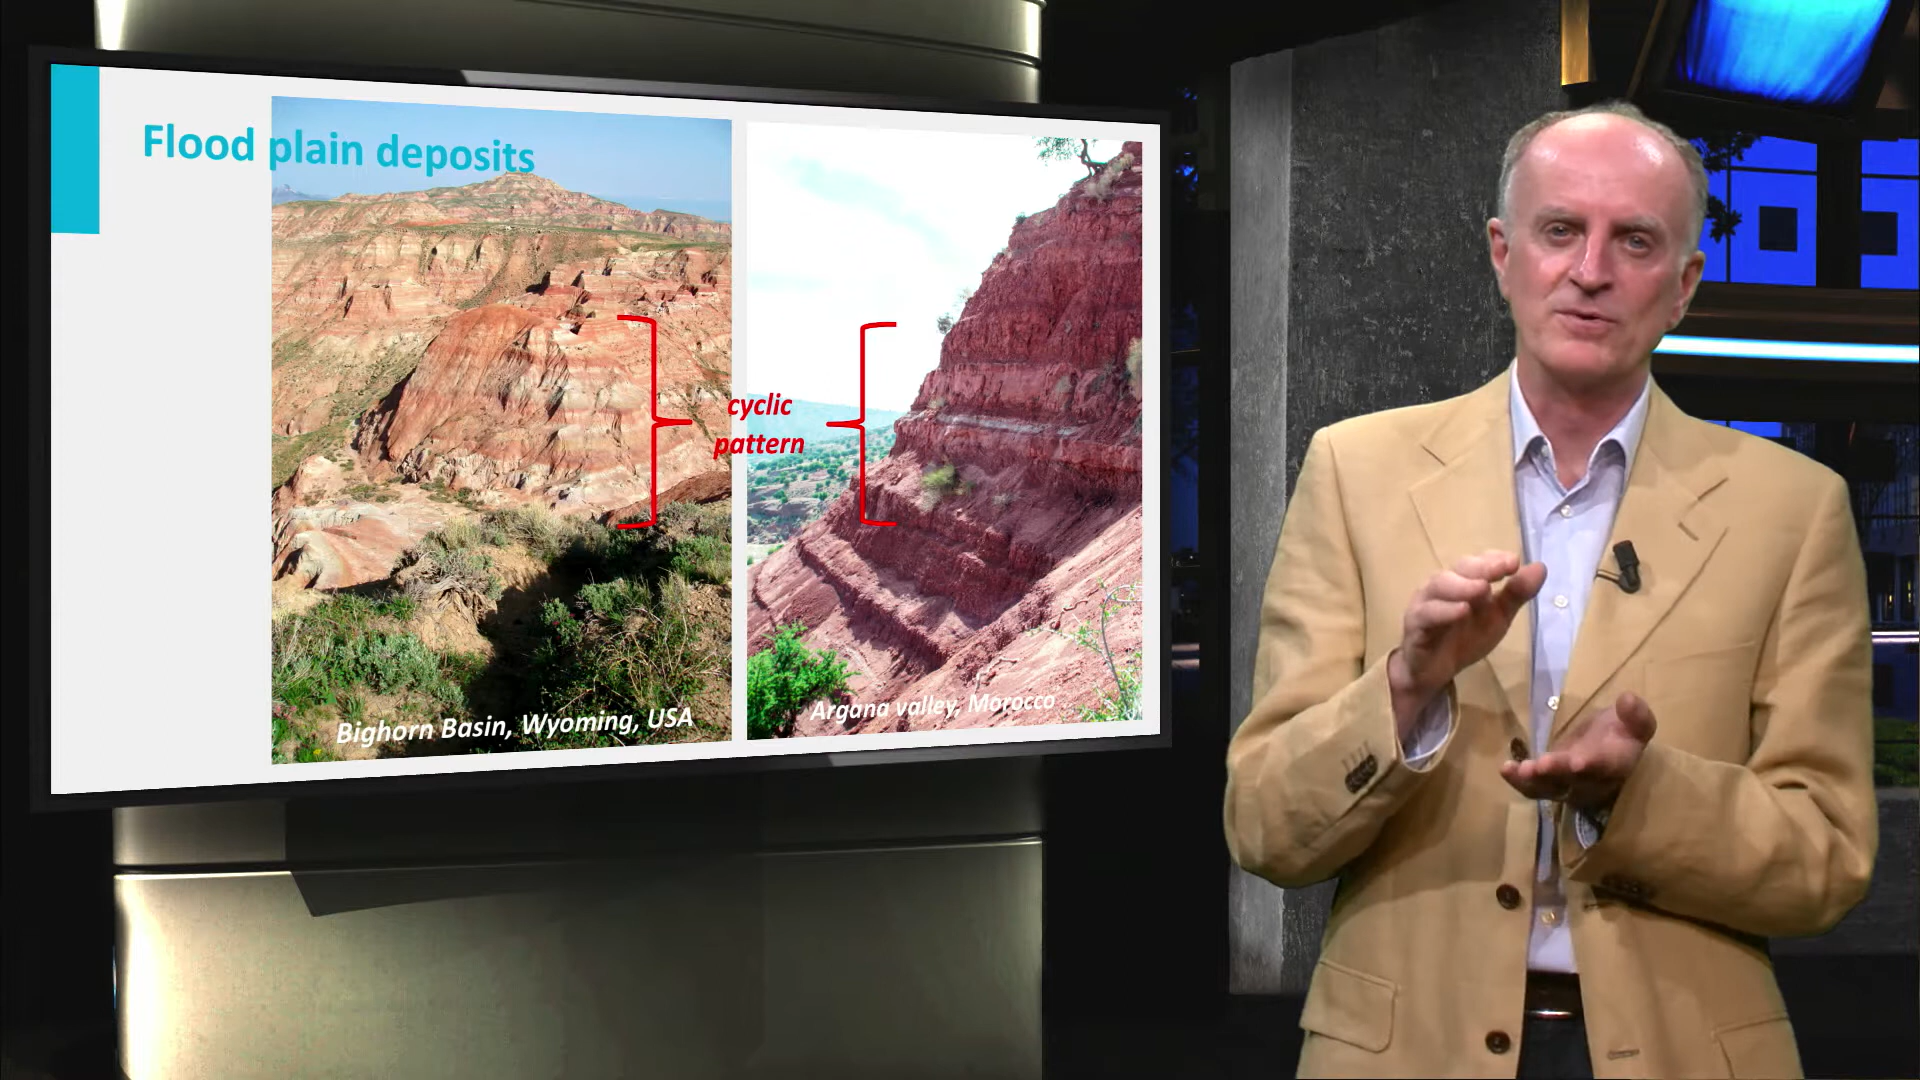 Flood plain deposits
cyclic
pattern
Bighorn Basin, Wyoming, USA
Argana valley, Morocco